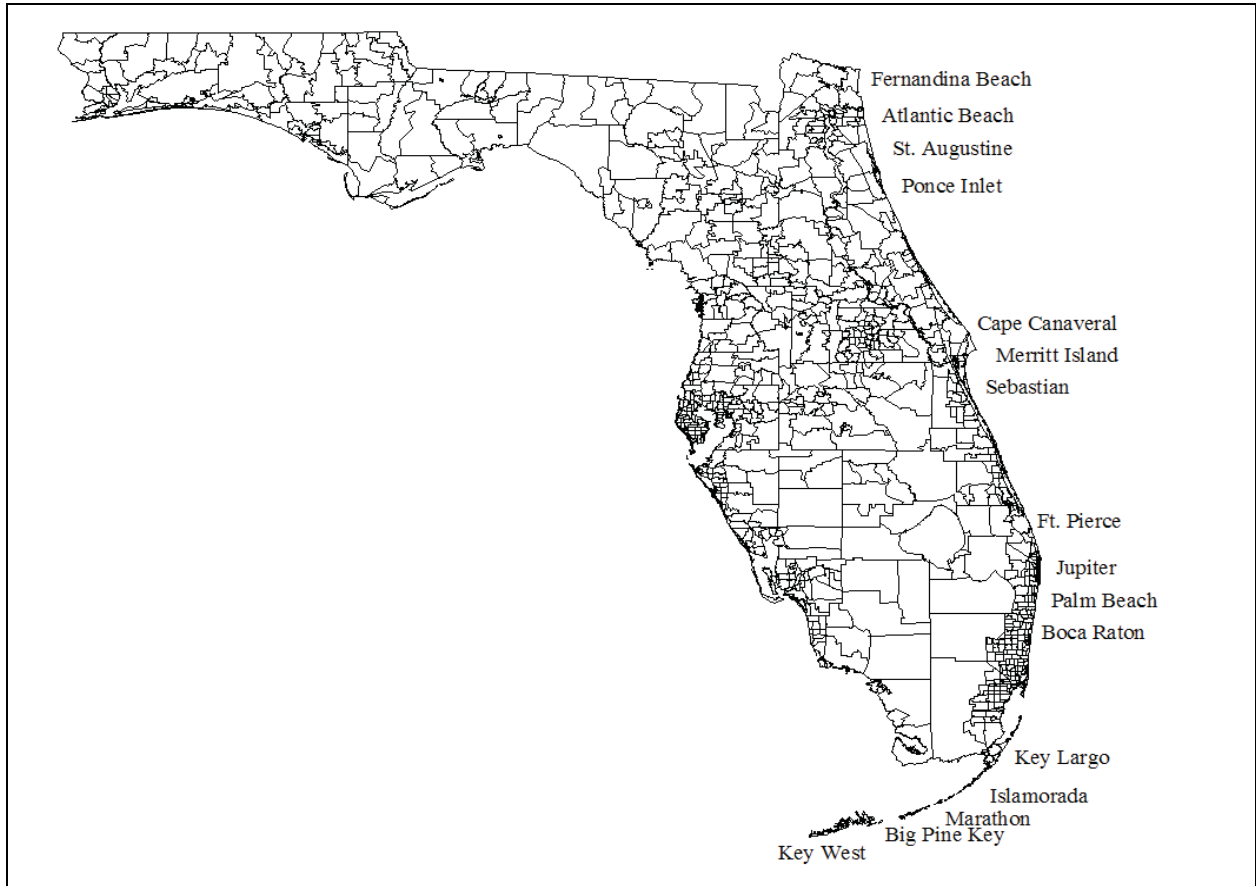 Fernandina Beach
Atlantic Beach
St. Augustine
Ponce Inlet
Cape Canaveral
Merritt Island
Sebastian
Ft. Pierce
Jupiter
Palm Beach
Boca Raton
Key Largo
Islamorada
Marathon
Big Pine Key
Key West